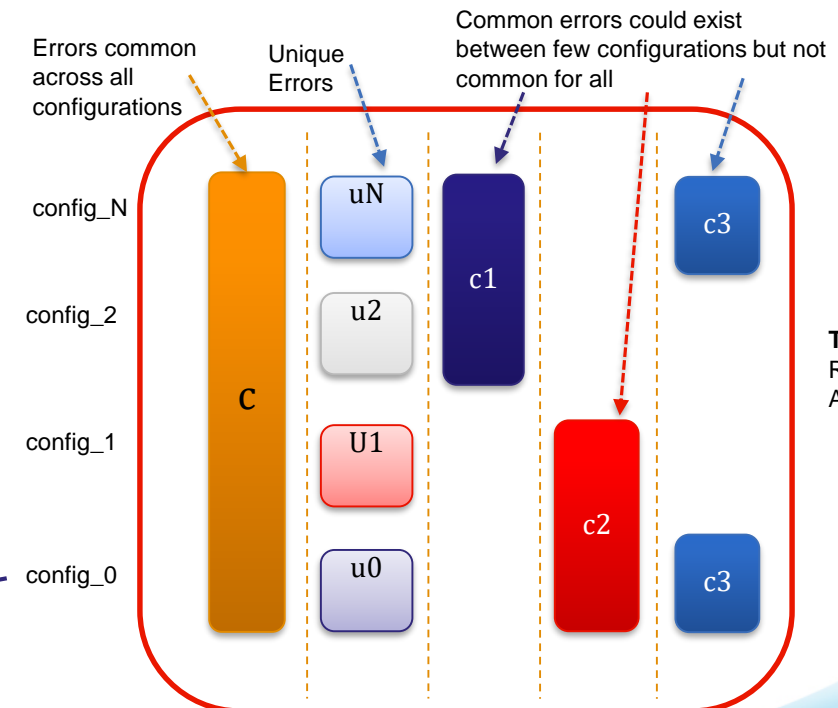 Errors common
across all
configurations
Unique
Errors
Common errors could exist
between few configurations but not
common for all
config_N
config_2
config_1
config_0
c
uN
u2
U1
u0
c1
c2
c3
c3
T
R
A